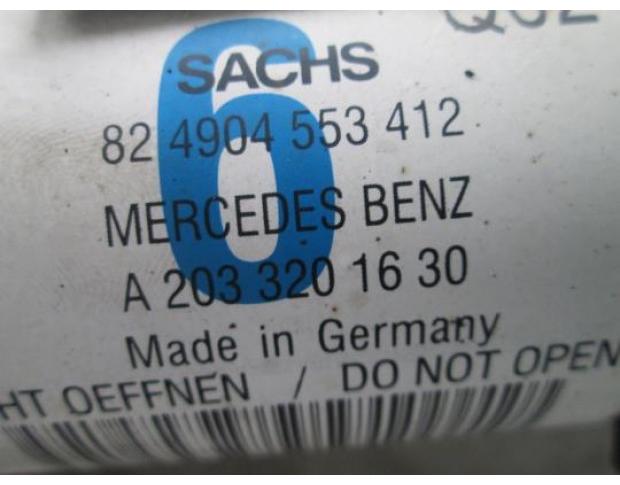 6
SACHS
82 4904 553 412
MERCEDES BENZ
A 203 320 16 30
Made in Germany
HT OEFFNEN / DO NOT OPEN